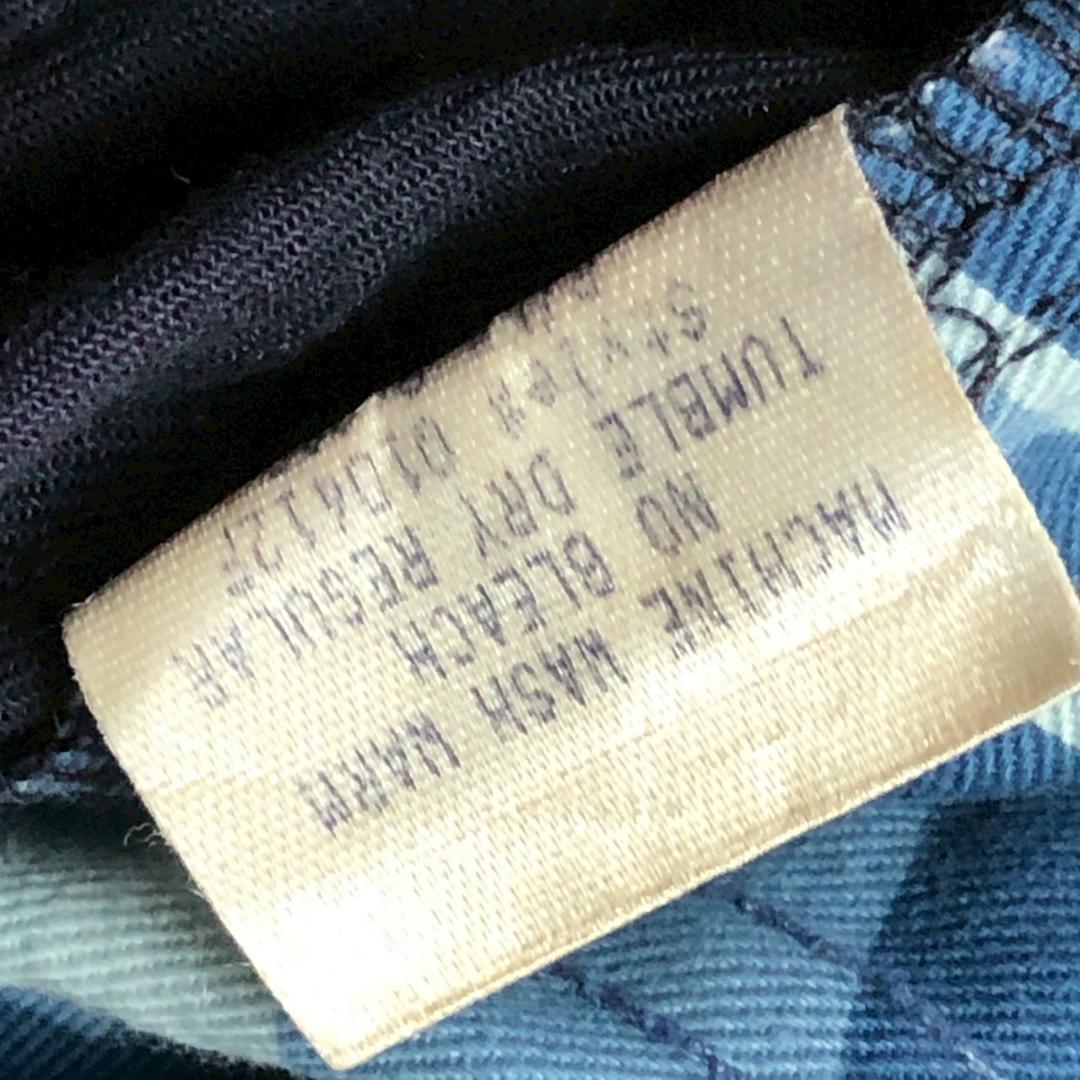 MACHINE WASH WARM
NO BLEACH
TUMBLE DRY REGULAR